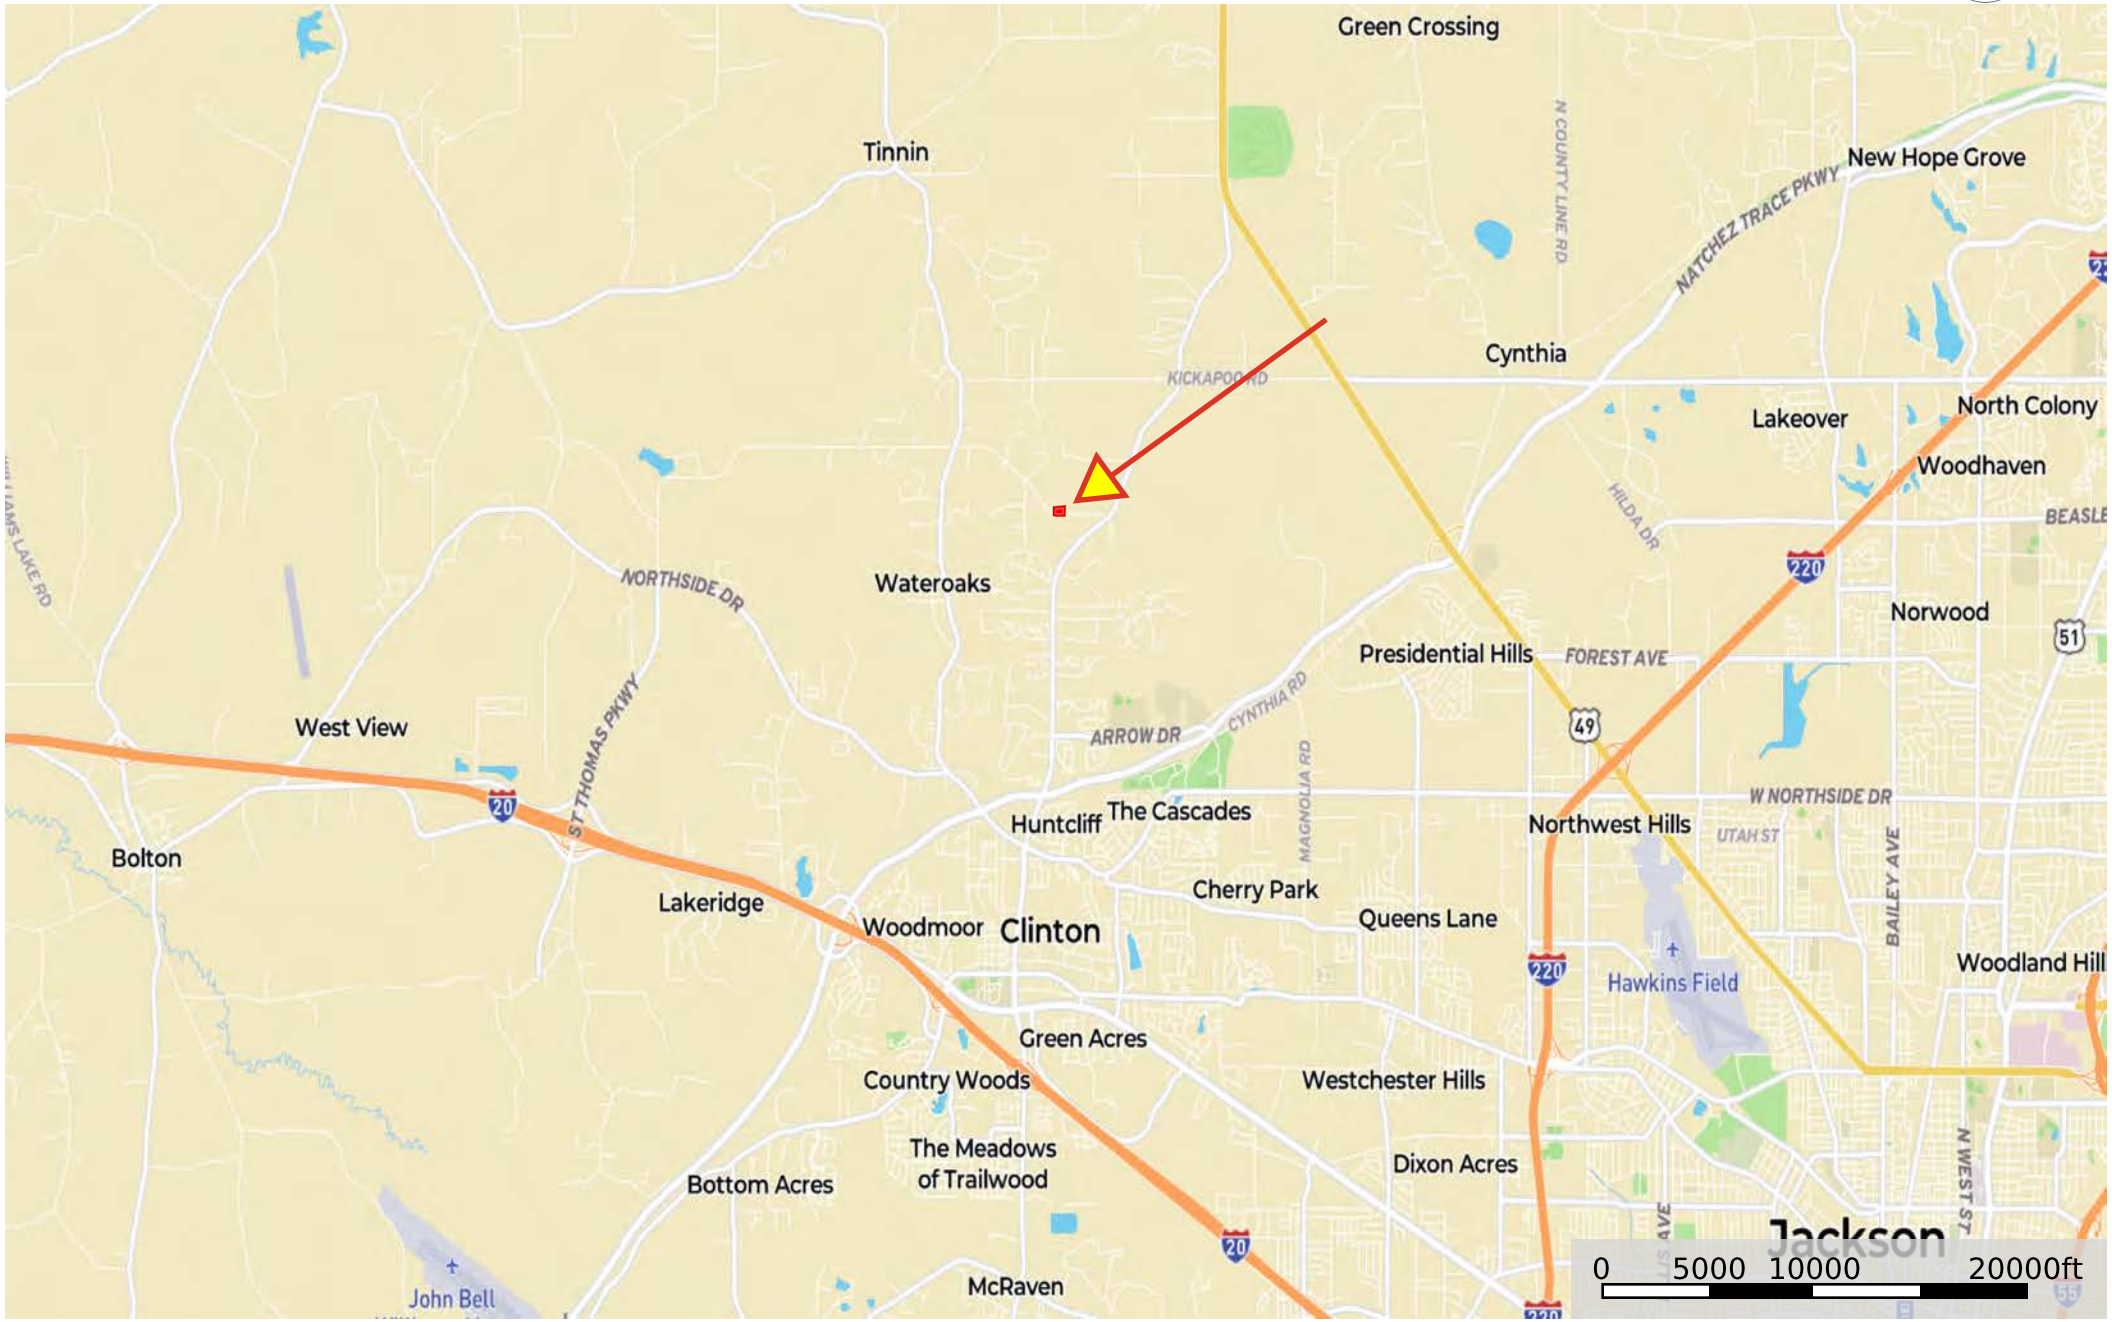 Green Crossing
Tinnin
N COUNTY LINE RD
New Hope Grove
NATCHEZ TRACE PKWY
Cynthia
KICKAPOO RD
Lakeover
North Colony
Woodhaven
HILDA DR
BEASLE
220
Wateroaks
NORTHSIDE DR
Norwood
51
Presidential Hills
FOREST AVE
CYNTHIA RD
49
West View
ST THOMAS PKWY
ARROW DR
MAGNOLIA RD
20
Huntcliff
The Cascades
W NORTHSIDE DR
Northwest Hills
UTAH ST
BAILEY AVE
Bolton
Lakeridge
Cherry Park
Woodmoor
Clinton
Queens Lane
220
Hawkins Field
Woodland Hill
Green Acres
Country Woods
Westchester Hills
The Meadows
of Trailwood
Bottom Acres
Dixon Acres
N WEST ST
Jackson
20
McRaven
John Bell
220
55
0 5000 10000 20000ft